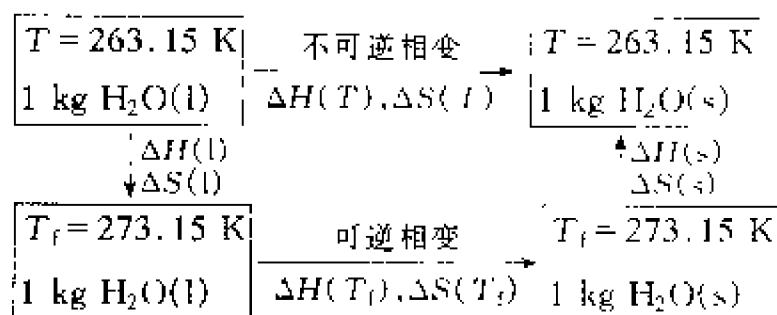 T = 263.15 K
1 kg H₂O(l)
不可逆相变
ΔH(T),ΔS(T)
T = 263.15 K
1 kg H₂O(s)
ΔH(l)
ΔS(l)
ΔH(s)
ΔS(s)
T_f = 273.15 K
1 kg H₂O(l)
可逆相变
ΔH(T_f),ΔS(T_f)
T_f = 273.15 K
1 kg H₂O(s)